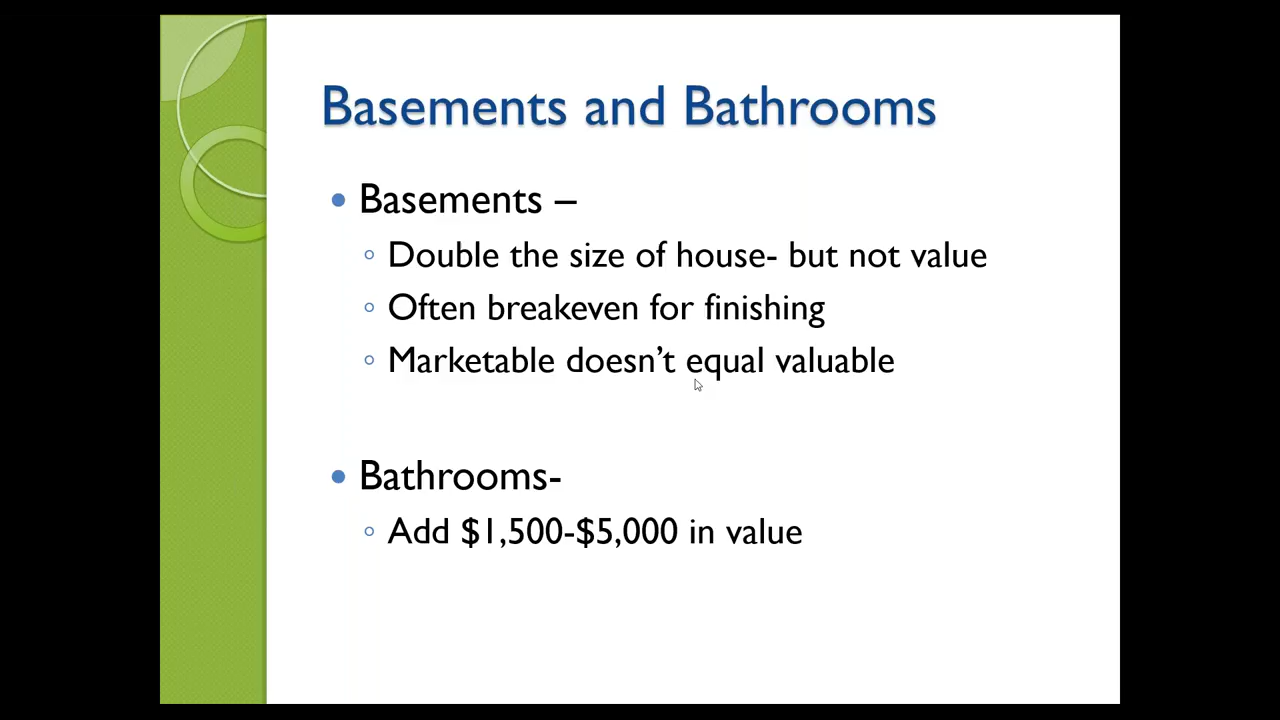 Basements and Bathrooms
• Basements –
◦ Double the size of house- but not value
◦ Often breakeven for finishing
◦ Marketable doesn’t equal valuable
• Bathrooms-
◦ Add $1,500-$5,000 in value